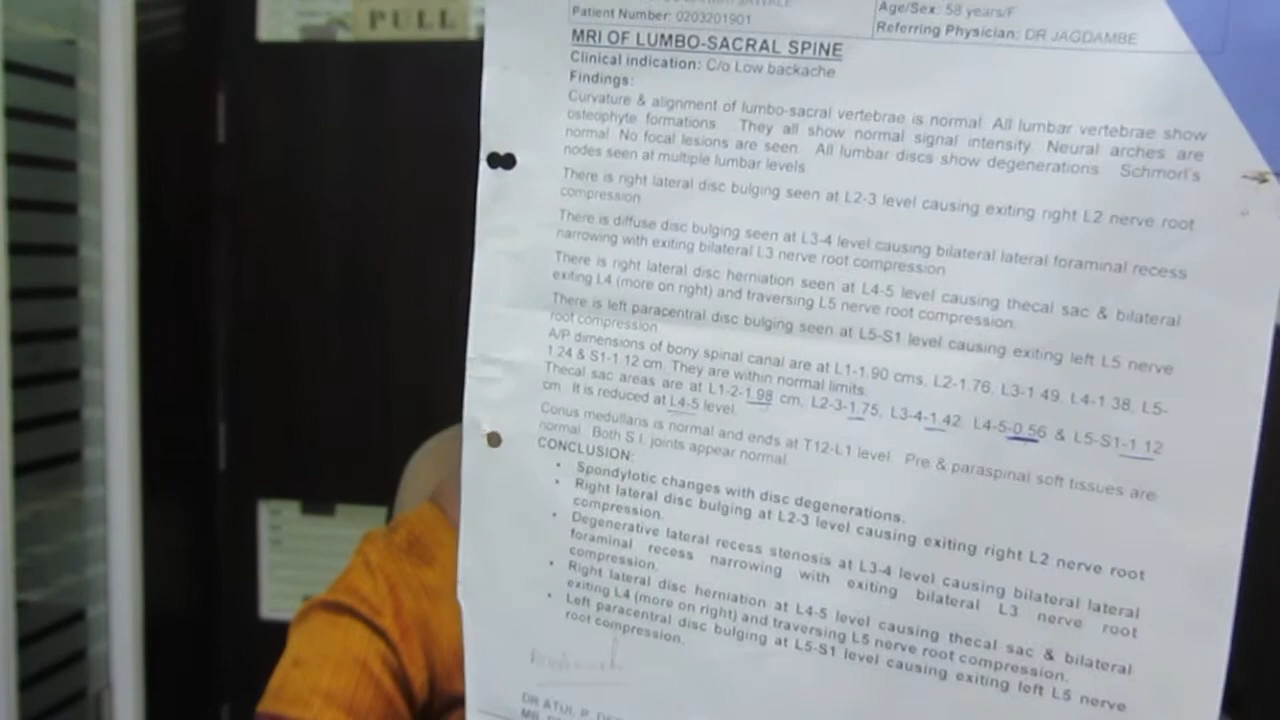 PULL
Patient Number: 0203201901
Age/Sex: 58 years/F
Referring Physician: DR JAGDAMBE
MRI OF LUMBO-SACRAL SPINE
Clinical indication: C/o Low backache
Findings:
Curvature & alignment of lumbo-sacral vertebrae is normal. All lumbar vertebrae show
osteophyte formations. They all show normal signal intensity. Neural arches are
normal. No focal lesions are seen. All lumbar discs show degenerations. Schmorl's
nodes seen at multiple lumbar levels.
There is right lateral disc bulging seen at L2-3 level causing exiting right L2 nerve root
compression.
There is diffuse disc bulging seen at L3-4 level causing bilateral lateral foraminal recess
narrowing with exiting bilateral L3 nerve root compression.
There is right lateral disc herniation seen at L4-5 level causing thecal sac & bilateral
exiting L4 (more on right) and traversing L5 nerve root compression.
There is left paracentral disc bulging seen at L5-S1 level causing exiting left L5 nerve
root compression.
A/P dimensions of bony spinal canal are at L1-1.90 cms, L2-1.76, L3-1.49, L4-1.38, L5-
1.24 & S1-1.12 cm. They are within normal limits.
Thecal sac areas are at L1-2-1.98 cm, L2-3-1.75, L3-4-1.42, L4-5-0.56 & L5-S1-1.12
cm. It is reduced at L4-5 level.
Conus medullaris is normal and ends at T12-L1 level. Pre & paraspinal soft tissues are
normal. Both S.I. joints appear normal.
CONCLUSION:
• Spondylotic changes with disc degenerations.
• Right lateral disc bulging at L2-3 level causing exiting right L2 nerve root
compression.
• Degenerative lateral recess stenosis at L3-4 level causing bilateral lateral
foraminal recess narrowing with exiting bilateral L3 nerve root
compression.
• Right lateral disc herniation at L4-5 level causing thecal sac & bilateral
exiting L4 (more on right) and traversing L5 nerve root compression.
• Left paracentral disc bulging at L5-S1 level causing exiting left L5 nerve
root compression.
DR ATUL P.